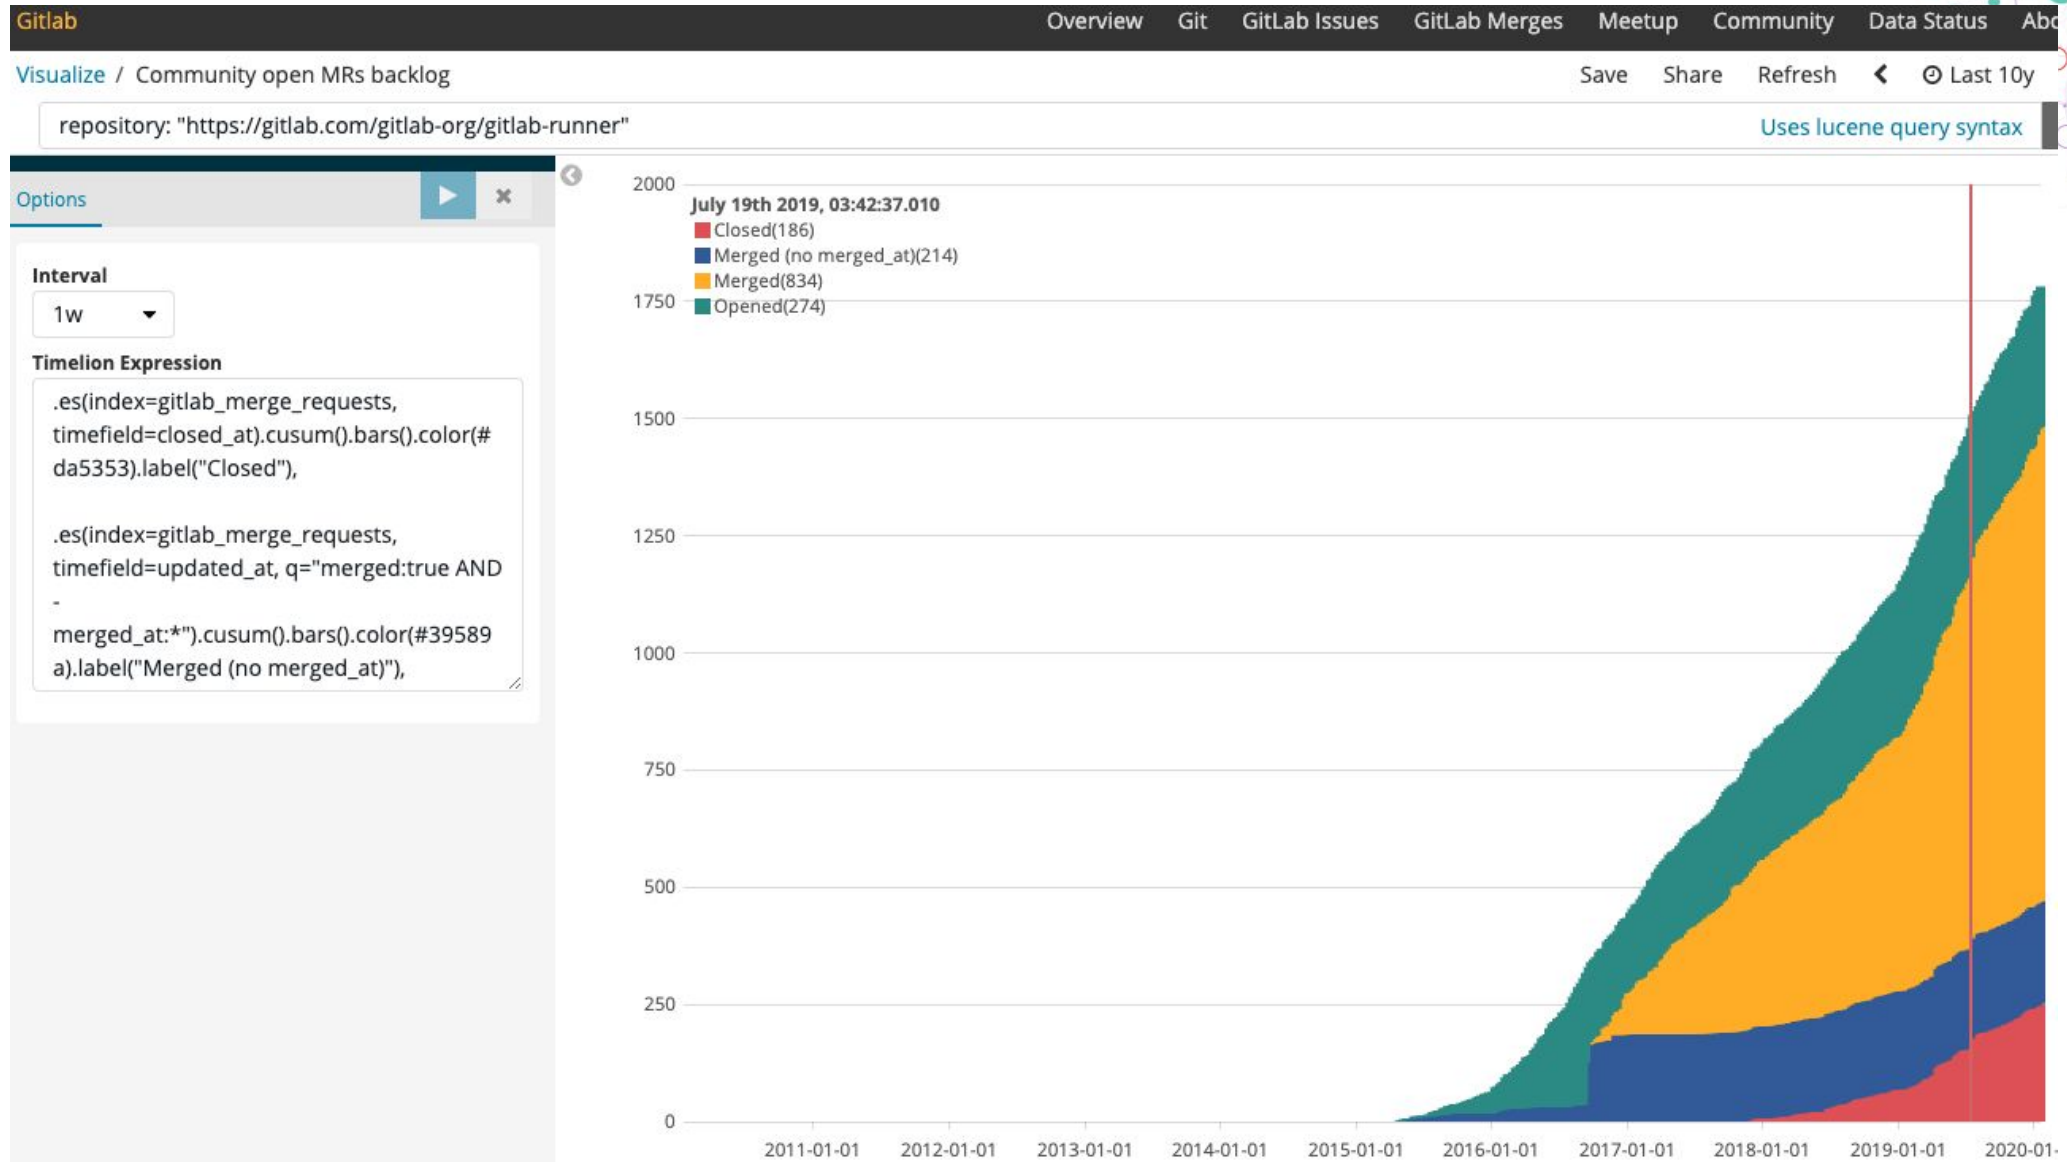 Gitlab
Overview Git GitLab Issues GitLab Merges Meetup Community Data Status
Visualize / Community open MRs backlog
Save Share Refresh Last 10y
repository: "https://gitlab.com/gitlab-org/gitlab-runner"
Uses lucene query syntax
Options
Interval
1w
Timelion Expression
.es(index=gitlab_merge_requests,
timefield=closed_at).cusum().bars().color(#
da5353).label("Closed"),
.es(index=gitlab_merge_requests,
timefield=updated_at, q="merged:true AND
-
merged_at:*").cusum().bars().color(#39589
a).label("Merged (no merged_at)"),
July 19th 2019, 03:42:37.010
Closed(186)
Merged (no merged_at)(214)
Merged(834)
Opened(274)
2000
1750
1500
1250
1000
750
500
250
0
2011-01-01 2012-01-01 2013-01-01 2014-01-01 2015-01-01 2016-01-01 2017-01-01 2018-01-01 2019-01-01 2020-01-